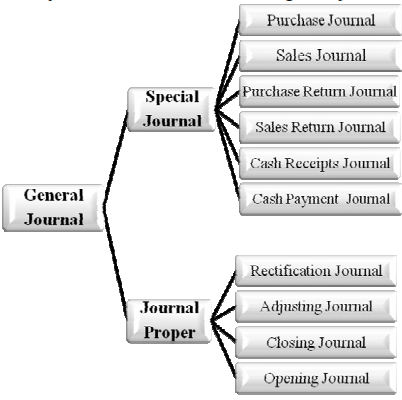 Purchase Journal
Sales Journal
Special
Journal
Purchase Return Journal
Sales Return Journal
Cash Receipts Journal
Cash Payment Journal
General
Journal
Journal
Proper
Rectification Journal
Adjusting Journal
Closing Journal
Opening Journal